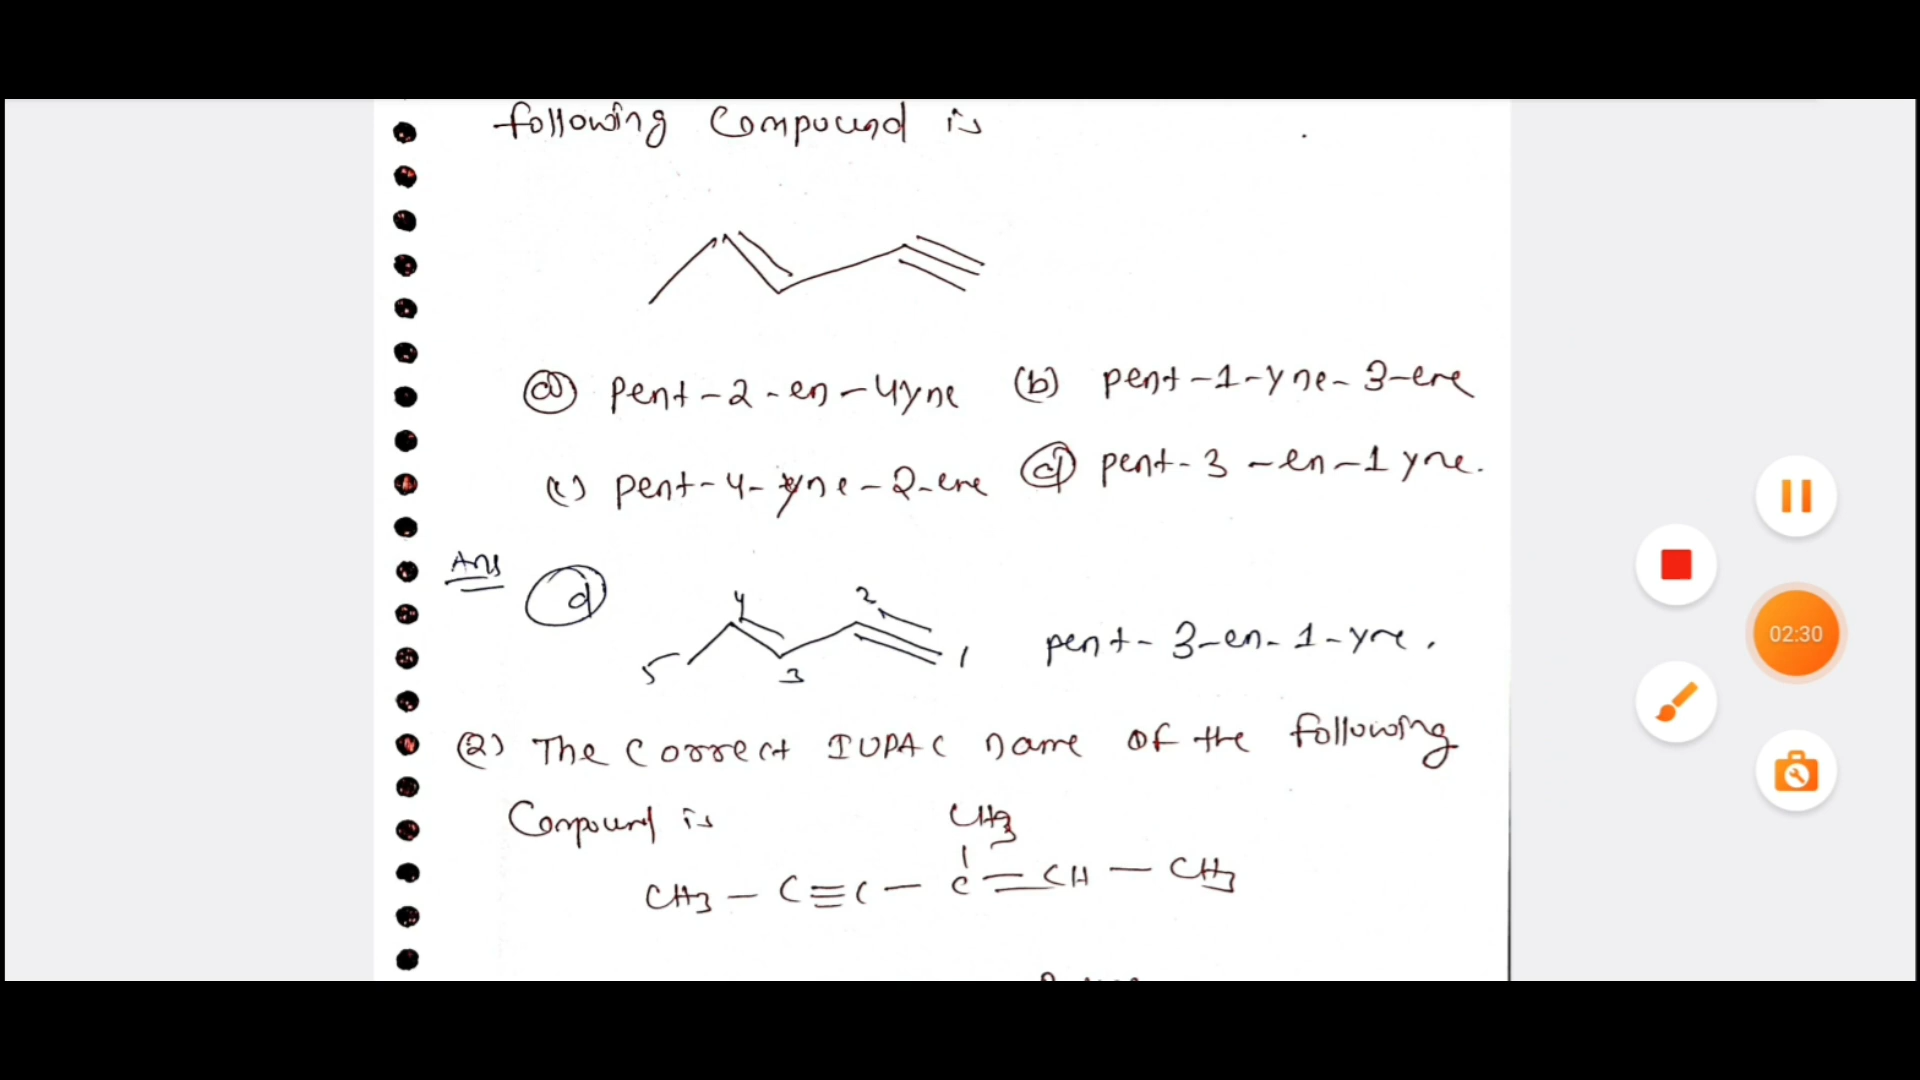 following Compound is
(a) pent-2-en-4yne (b) pent-1-yne-3-ene
(c) pent-4-yne-2-ene (d) pent-3-en-1 yne.
Ans (d) 5 4 3 2 1 pent-3-en-1-yne.
(2) The Correct IUPAC name of the following
Compound is
CH3
CH3 - C≡C - C = CH - CH3
02:30